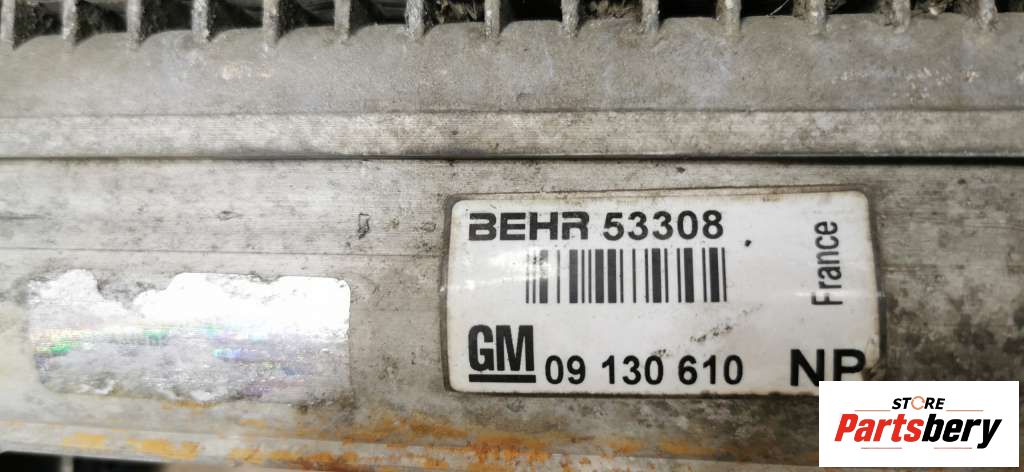 BEHR 53308
France
GM 09 130 610 NP
STORE
Partsbery